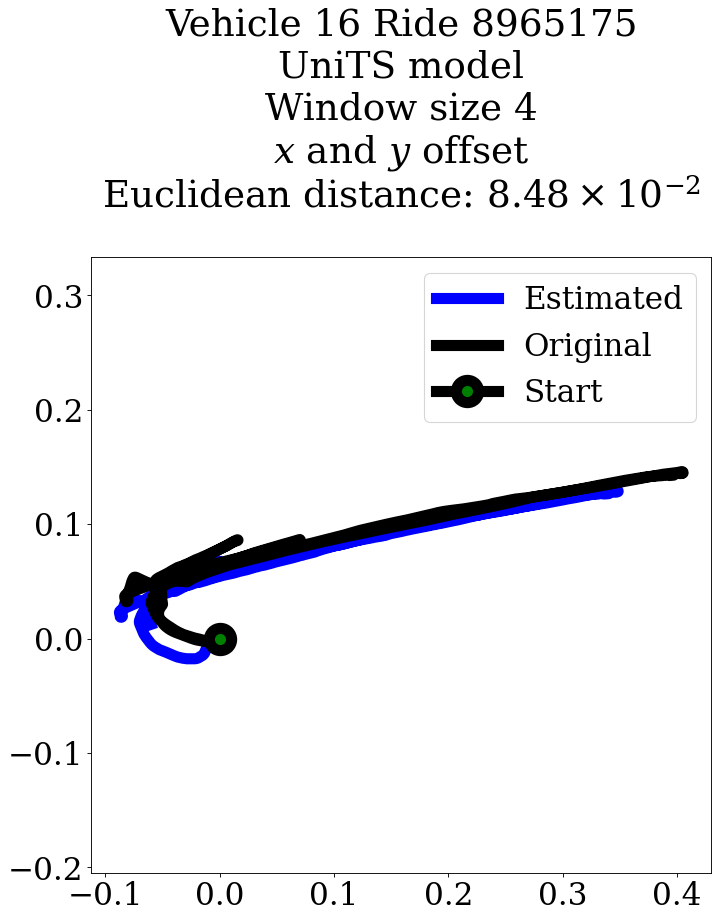 Vehicle 16 Ride 8965175
UniTS model
Window size 4
x and y offset
Euclidean distance: 8.48 × 10⁻²
Estimated
Original
Start
0.3
0.2
0.1
0.0
−0.1
−0.2
−0.1 0.0 0.1 0.2 0.3 0.4